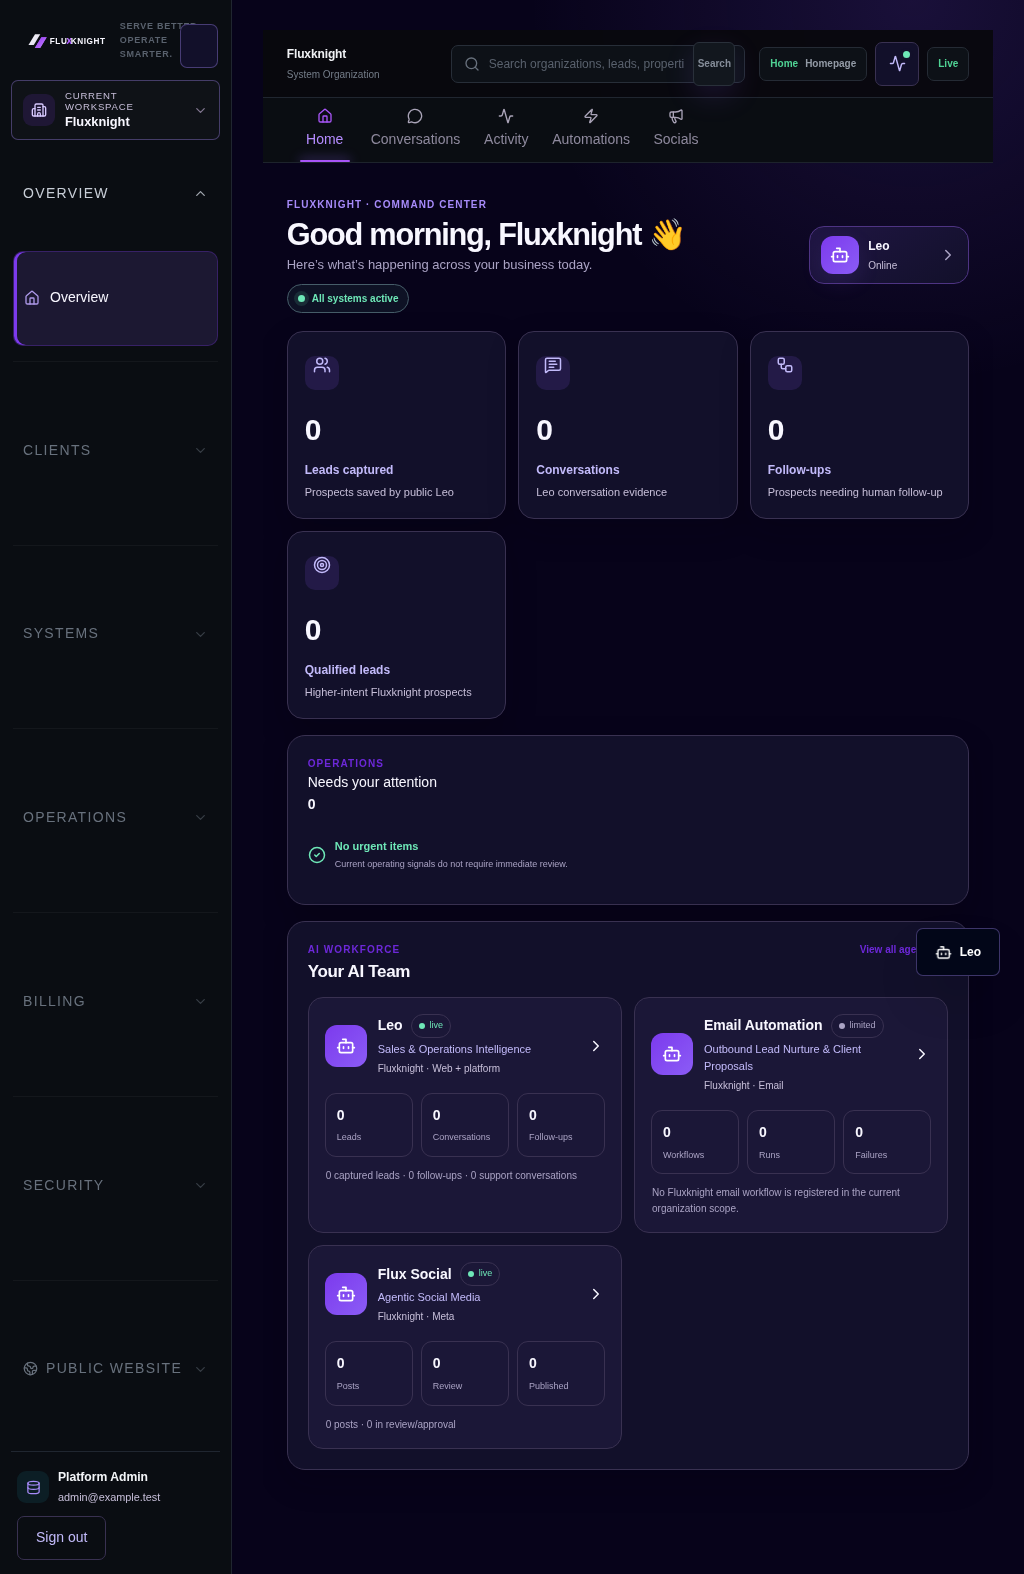 FLUXKNIGHT
SERVE BETTER
OPERATE
SMARTER.
CURRENT
WORKSPACE
Fluxknight
OVERVIEW
Overview
CLIENTS
SYSTEMS
OPERATIONS
BILLING
SECURITY
PUBLIC WEBSITE
Platform Admin
admin@example.test
Sign out
Fluxknight
System Organization
Search organizations, leads, properti
Search
Home Homepage
Live
Home
Conversations
Activity
Automations
Socials
FLUXKNIGHT · COMMAND CENTER
Good morning, Fluxknight 👋
Here's what's happening across your business today.
All systems active
Leo
Online
0
Leads captured
Prospects saved by public Leo
0
Conversations
Leo conversation evidence
0
Follow-ups
Prospects needing human follow-up
0
Qualified leads
Higher-intent Fluxknight prospects
OPERATIONS
Needs your attention
0
No urgent items
Current operating signals do not require immediate review.
AI WORKFORCE
Your AI Team
View all age
Leo
Leo
live
Sales & Operations Intelligence
Fluxknight · Web + platform
0
Leads
0
Conversations
0
Follow-ups
0 captured leads · 0 follow-ups · 0 support conversations
Email Automation
limited
Outbound Lead Nurture & Client
Proposals
Fluxknight · Email
0
Workflows
0
Runs
0
Failures
No Fluxknight email workflow is registered in the current
organization scope.
Flux Social
live
Agentic Social Media
Fluxknight · Meta
0
Posts
0
Review
0
Published
0 posts · 0 in review/approval